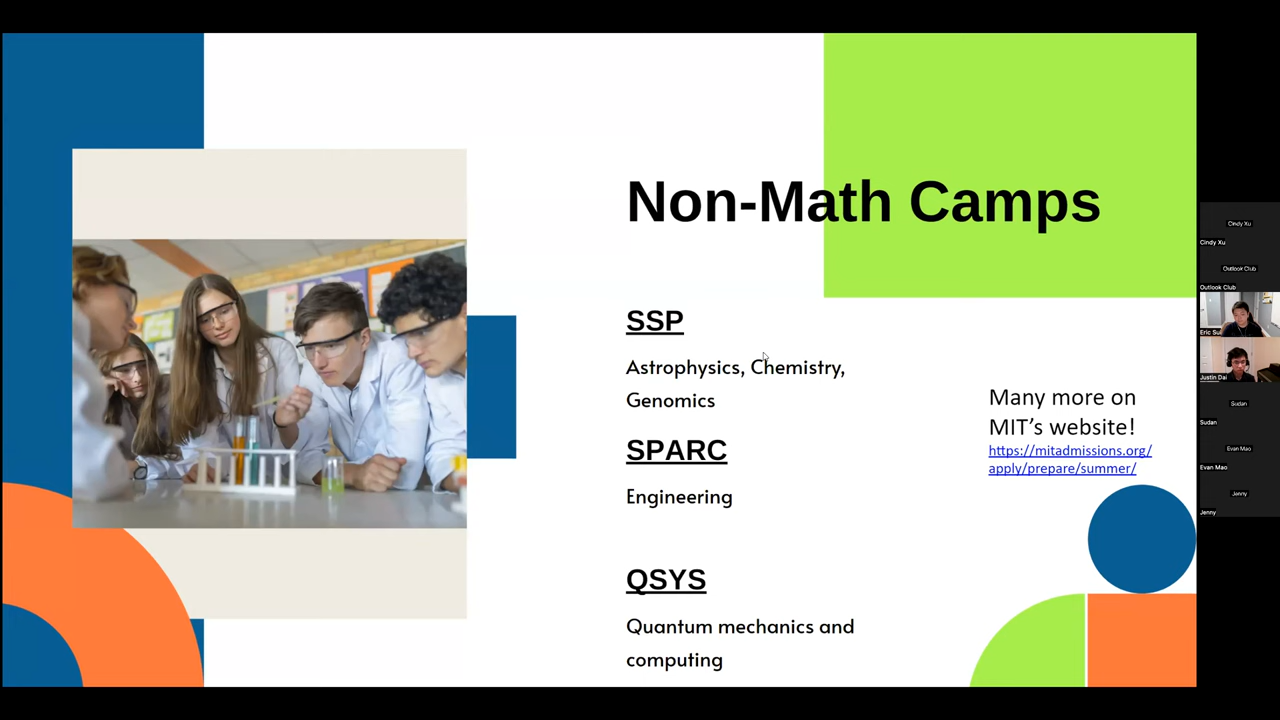 Non-Math Camps
SSP
Astrophysics, Chemistry,
Genomics
SPARC
Engineering
QSYS
Quantum mechanics and
computing
Many more on
MIT’s website!
https://mitadmissions.org/
apply/prepare/summer/
Cindy Xu
Cindy Xu
Outlook Club
Outlook Club
Eric Sui
Justin Dai
Sudan
Sudan
Evan Mao
Evan Mao
Jenny
Jenny